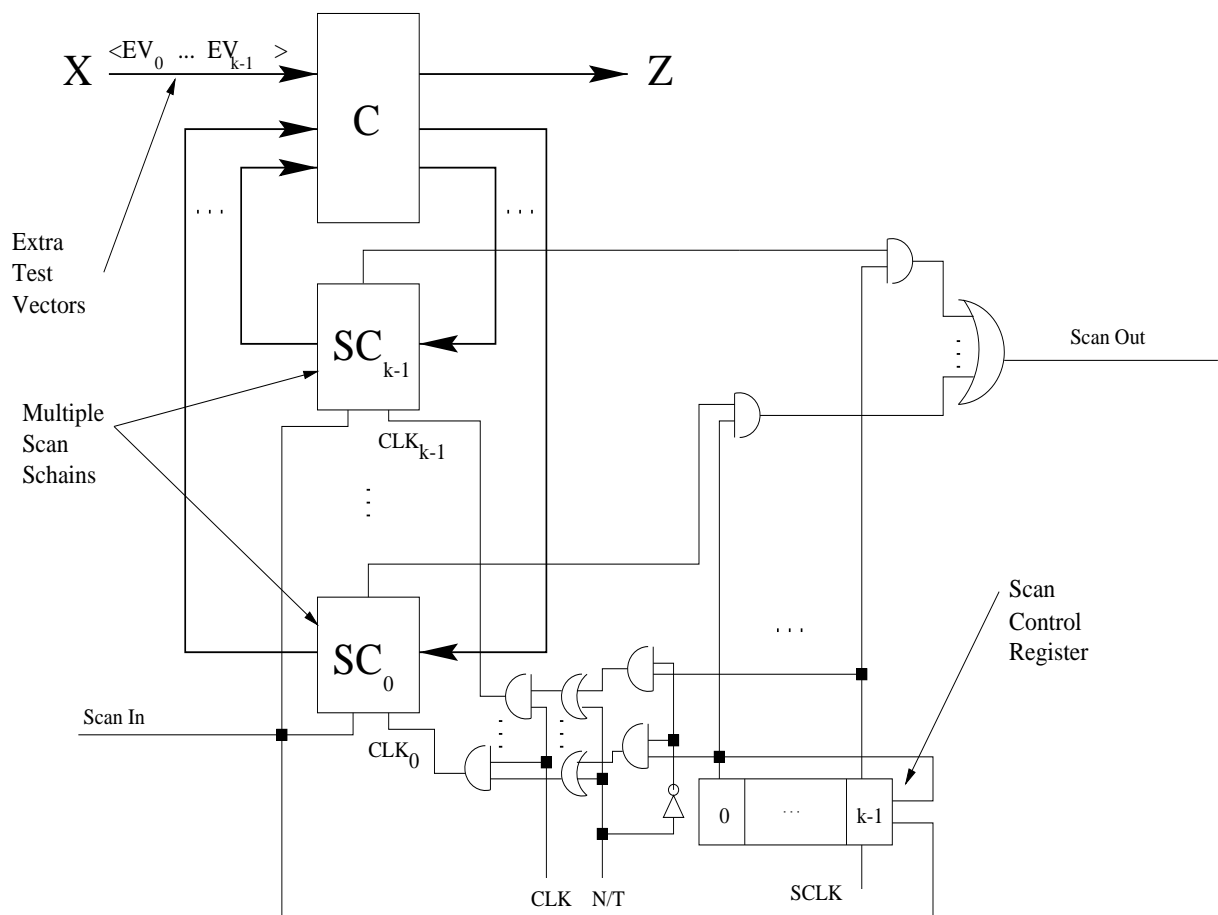 X <EV0 ... EVk-1 > Z
C
. . . . . .
Extra
Test
Vectors
SCk-1
Scan Out
Multiple
Scan
Schains
CLKk-1
Scan
Control
Register
SC0
. . .
Scan In
CLK0
0 ... k-1
CLK N/T SCLK